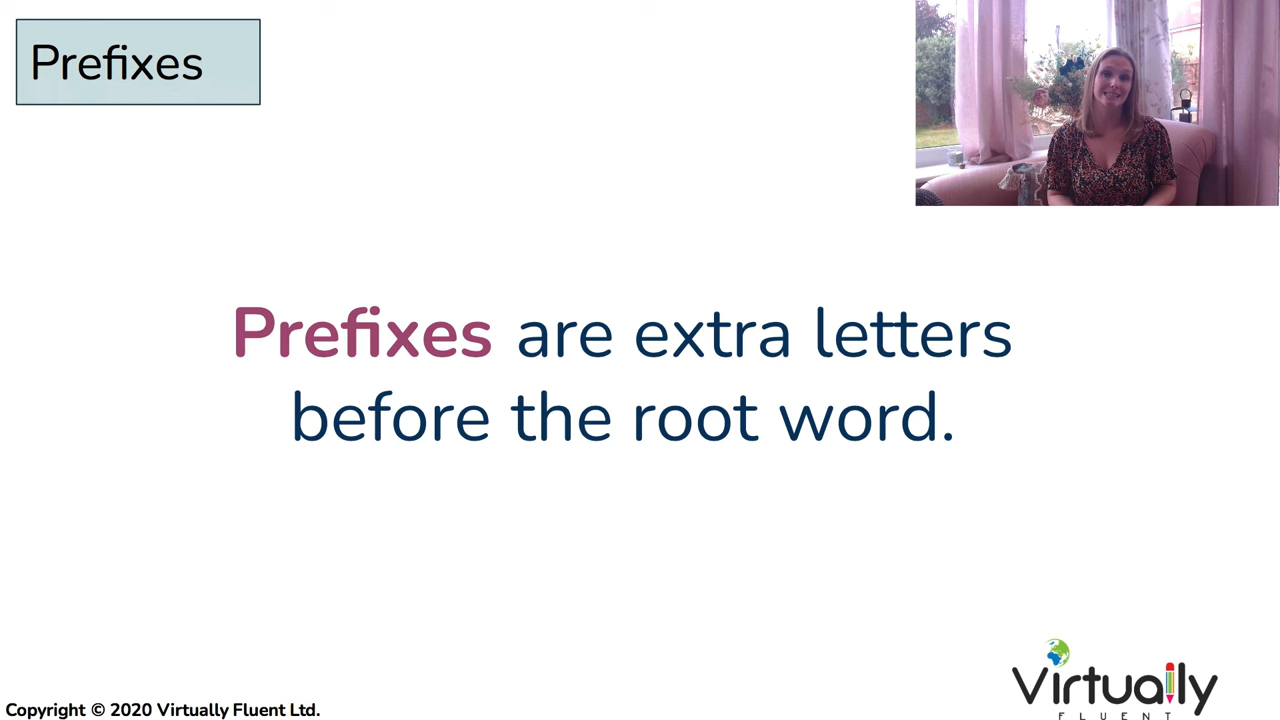 Prefixes
Prefixes are extra letters
before the root word.
Virtually
FLUENT
Copyright © 2020 Virtually Fluent Ltd.